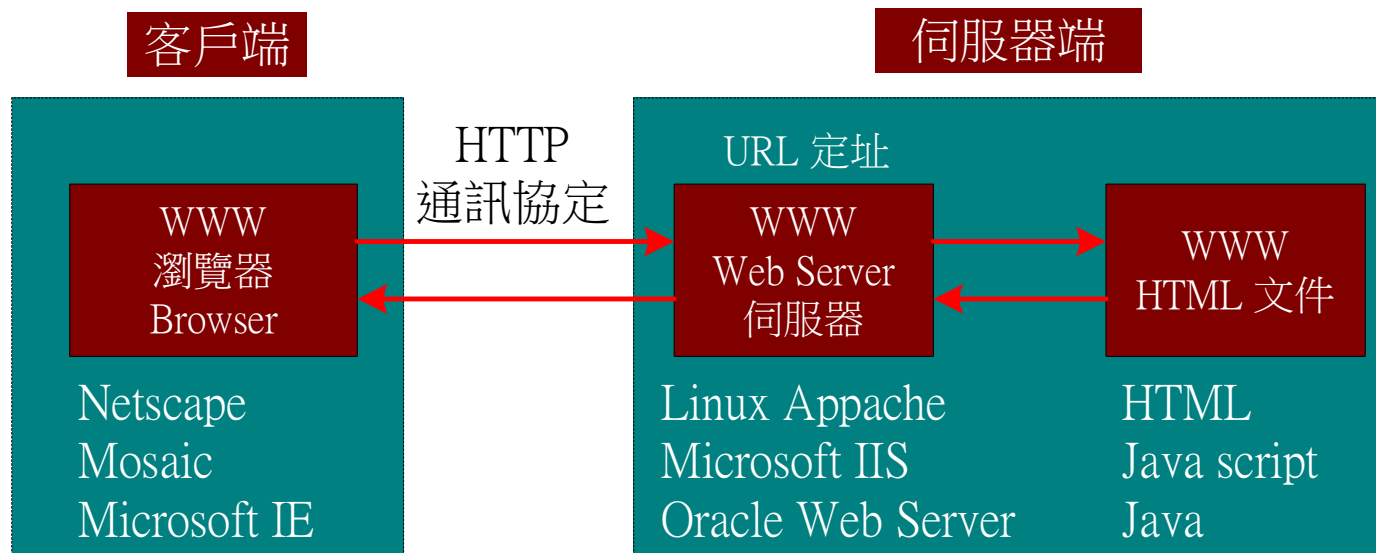 客戶端
伺服器端
HTTP
通訊協定
URL 定址
WWW
瀏覽器
Browser
WWW
Web Server
伺服器
WWW
HTML 文件
Netscape
Mosaic
Microsoft IE
Linux Appache
Microsoft IIS
Oracle Web Server
HTML
Java script
Java